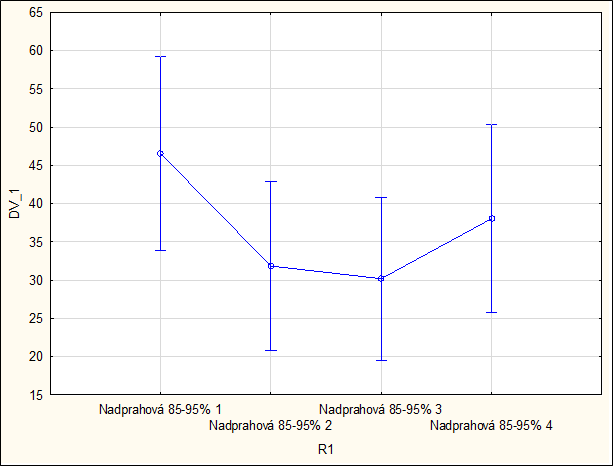 65
60
55
50
45
40
35
30
25
20
15
DV_1
Nadprahová 85-95% 1
Nadprahová 85-95% 2
Nadprahová 85-95% 3
Nadprahová 85-95% 4
R1